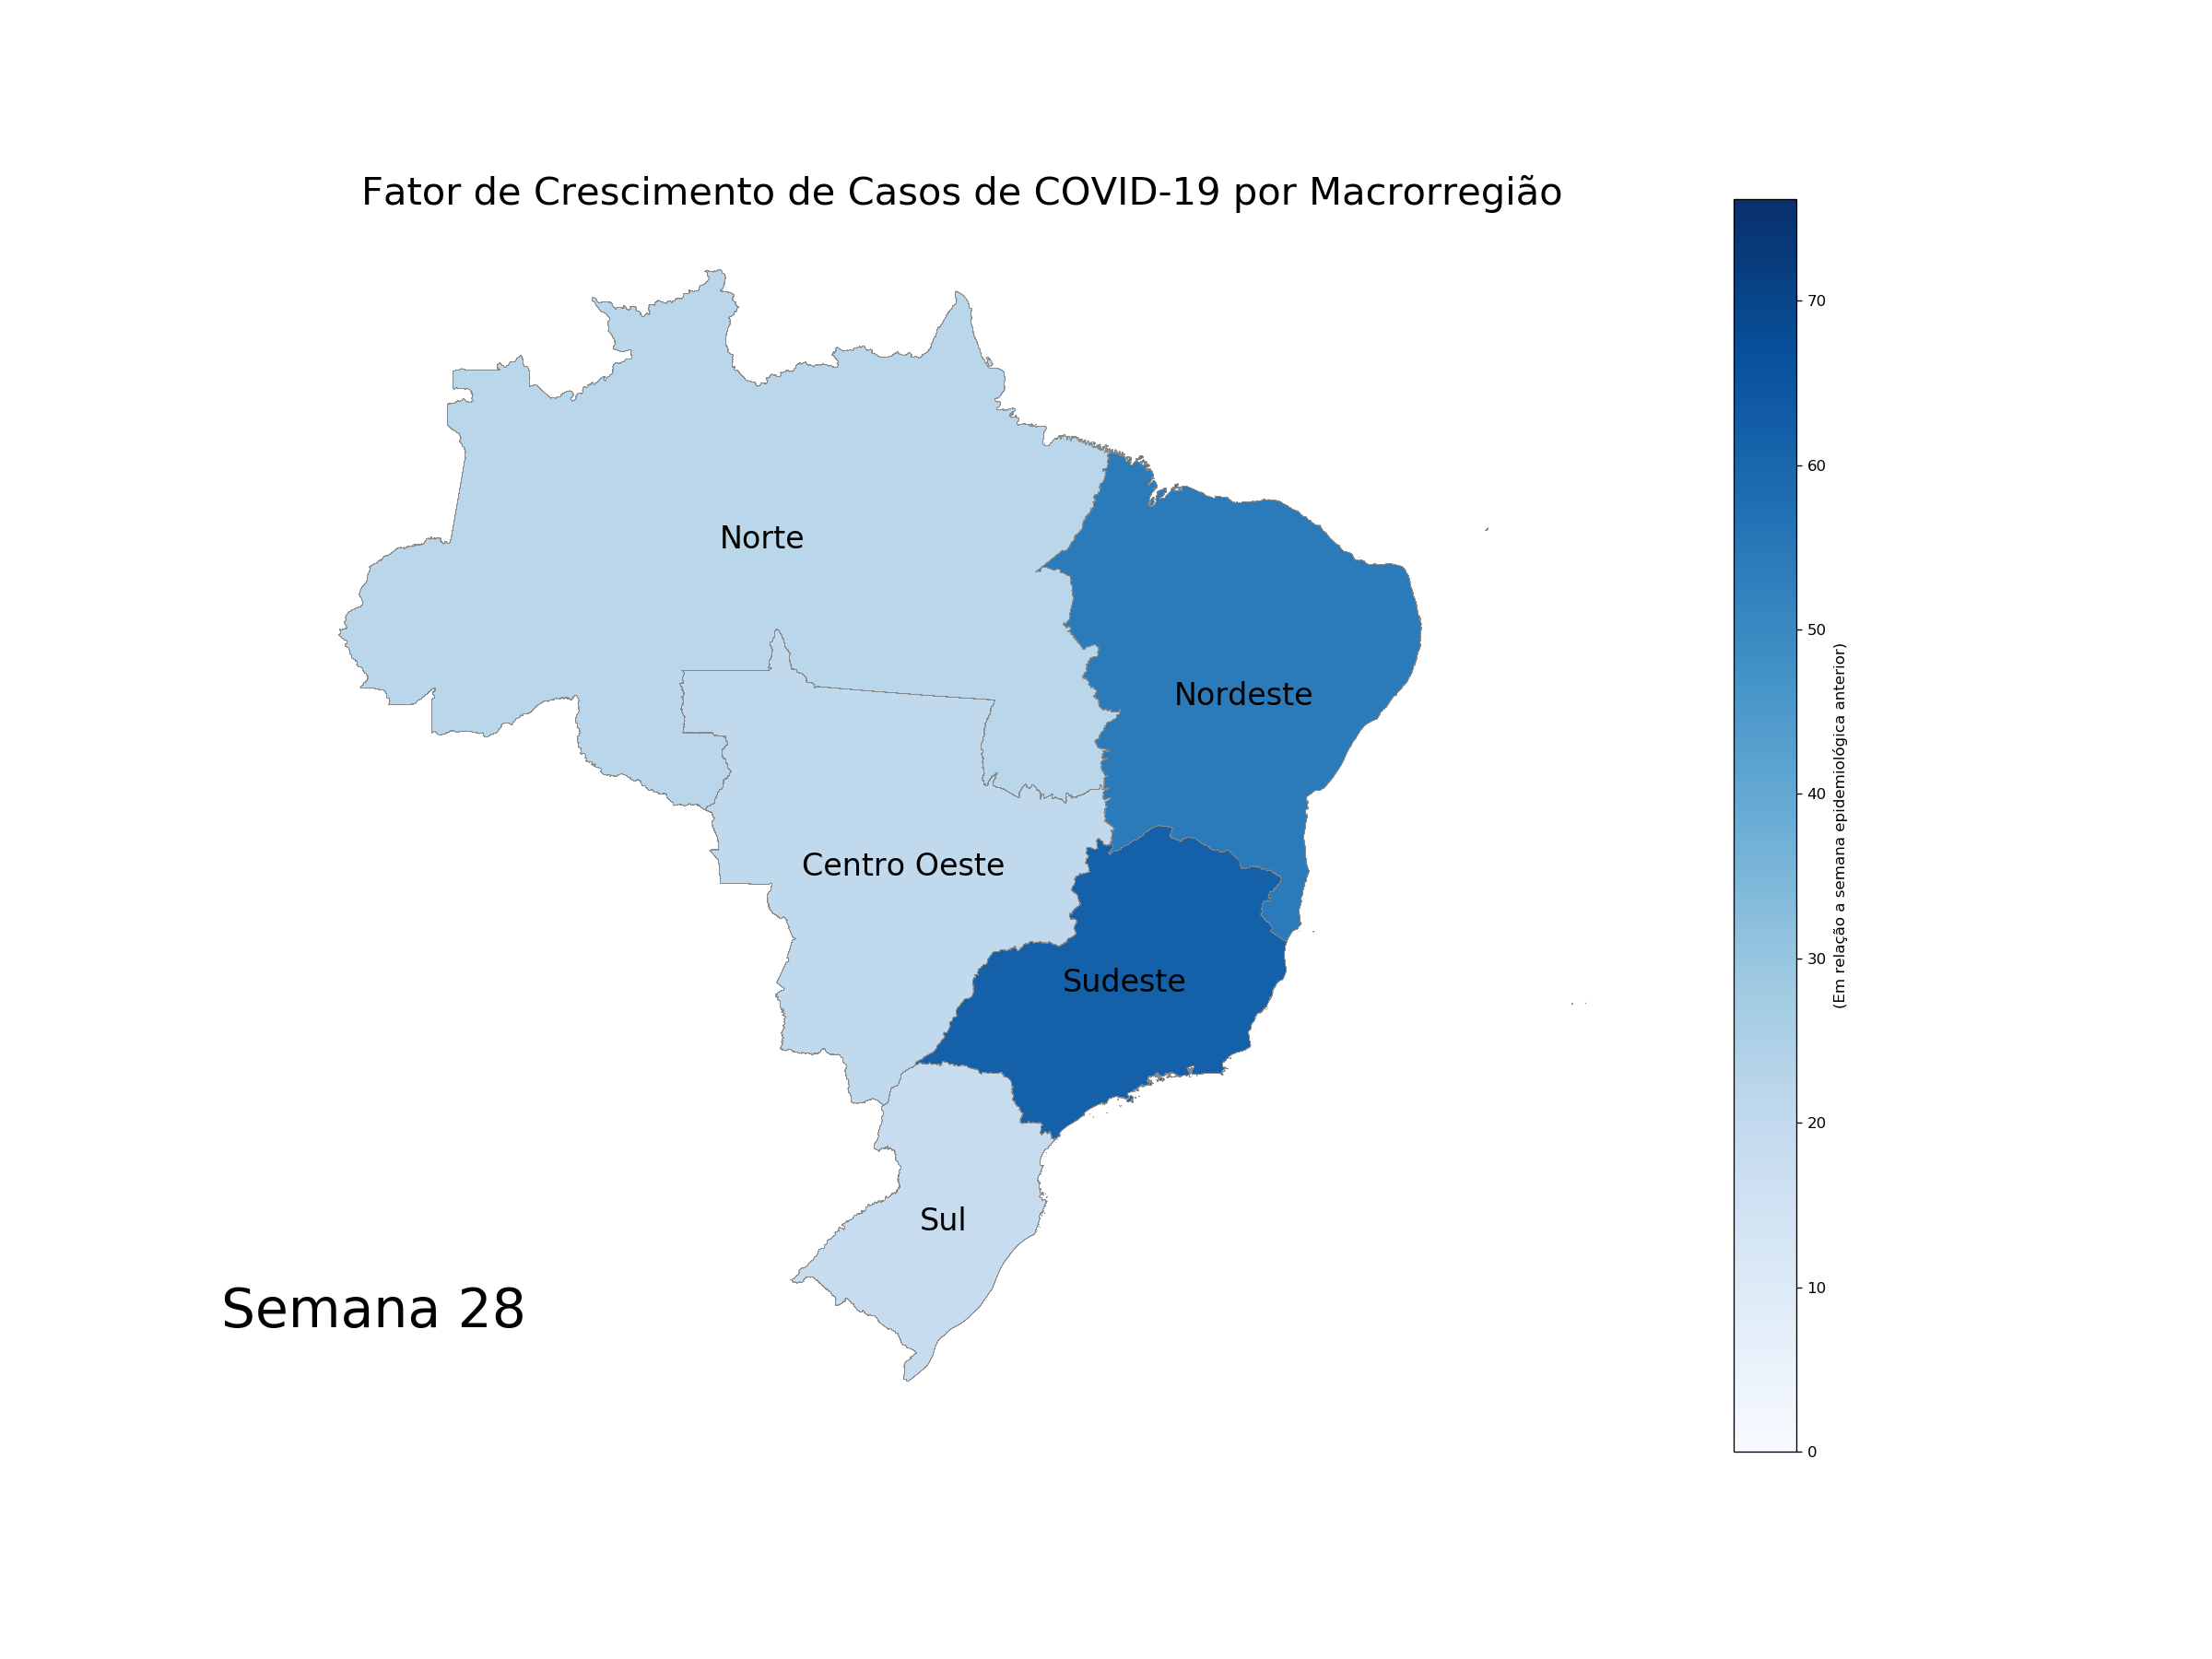 Fator de Crescimento de Casos de COVID-19 por Macrorregião
Norte
Nordeste
Centro Oeste
Sudeste
Sul
Semana 28
70
60
50
40
30
20
10
0
(Em relação a semana epidemiológica anterior)